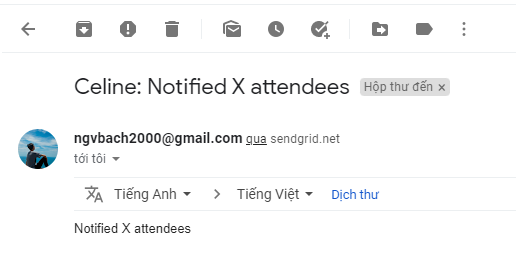 Celine: Notified X attendees Hộp thư đến ×
ngvbach2000@gmail.com qua sendgrid.net
tới tôi
Tiếng Anh > Tiếng Việt Dịch thư
Notified X attendees